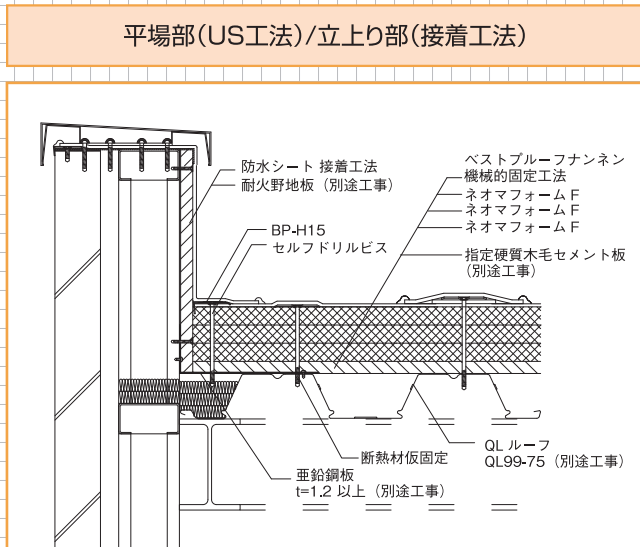 平場部(US工法)/立上り部(接着工法)
防水シート 接着工法
耐火野地板（別途工事）
BP-H15
セルフドリルビス
ベストプルーフナンネン
機械的固定工法
ネオマフォーム F
ネオマフォーム F
ネオマフォーム F
指定硬質木毛セメント板
（別途工事）
断熱材仮固定
亜鉛鋼板
t=1.2 以上（別途工事）
QL ルーフ
QL99-75（別途工事）